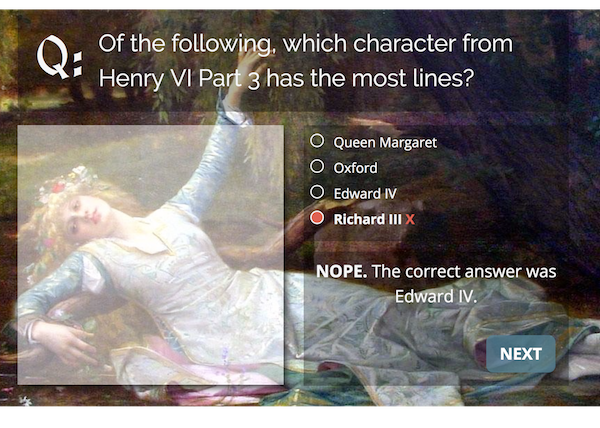 Q: Of the following, which character from
Henry VI Part 3 has the most lines?
Queen Margaret
Oxford
Edward IV
Richard III X
NOPE. The correct answer was
Edward IV.
NEXT